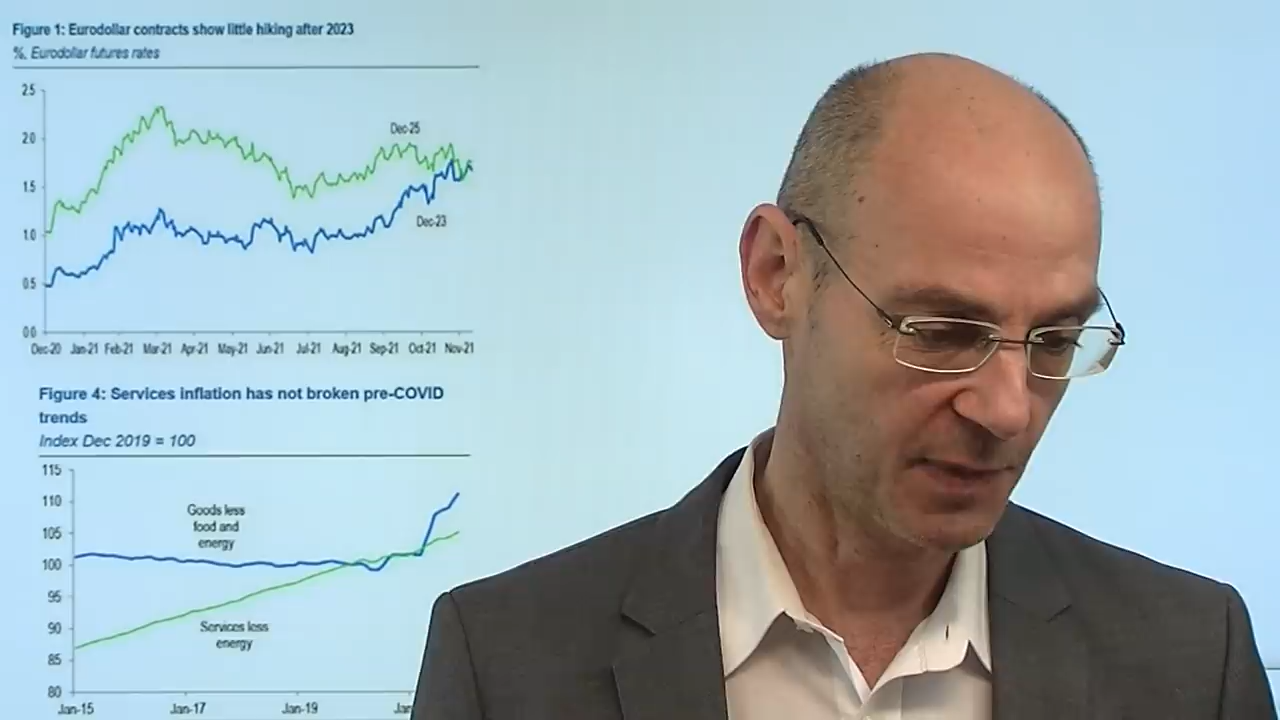 Figure 1: Eurodollar contracts show little hiking after 2023
%, Eurodollar futures rates
2.5
2.0
1.5
1.0
0.5
0.0
Dec-25
Dec-23
Dec-20 Jan-21 Feb-21 Mar-21 Apr-21 May-21 Jun-21 Jul-21 Aug-21 Sep-21 Oct-21 Nov-21
Figure 4: Services inflation has not broken pre-COVID
trends
Index Dec 2019 = 100
115
110
105
100
95
90
85
80
Goods less
food and
energy
Services less
energy
Jan-15 Jan-17 Jan-19